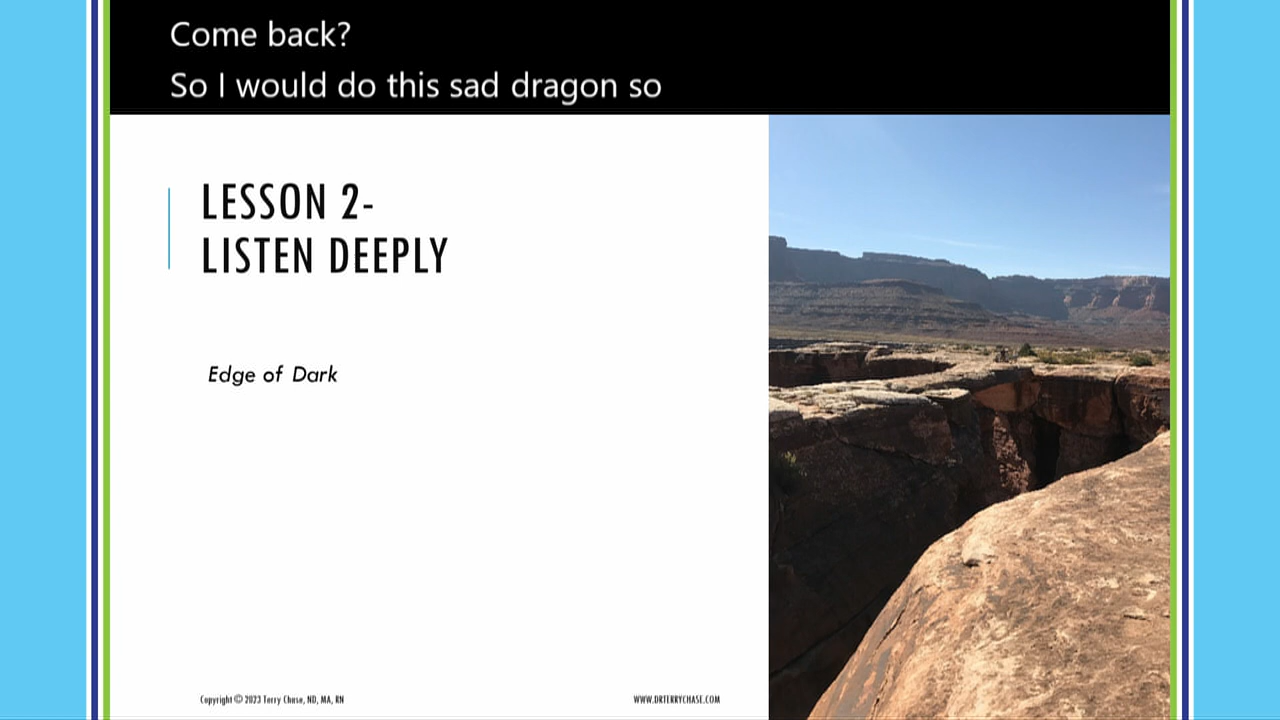 Come back?
So I would do this sad dragon so
LESSON 2-
LISTEN DEEPLY
Edge of Dark
Copyright © 2023 Terry Chase, ND, MA, RN
WWW.DRTERRYCHASE.COM